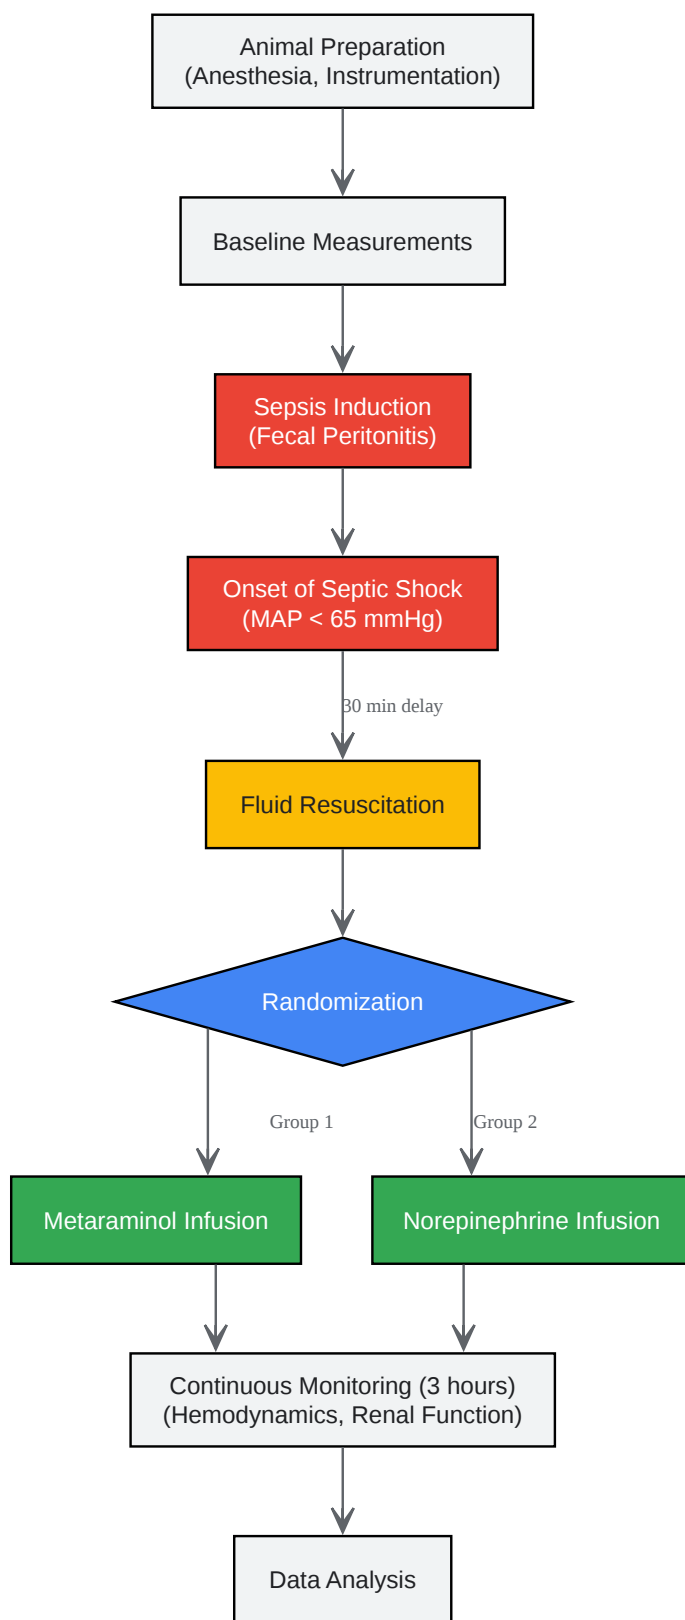 Animal Preparation
(Anesthesia, Instrumentation)
Baseline Measurements
Sepsis Induction
(Fecal Peritonitis)
Onset of Septic Shock
(MAP < 65 mmHg)
30 min delay
Fluid Resuscitation
Randomization
Group 1
Group 2
Metaraminol Infusion
Norepinephrine Infusion
Continuous Monitoring (3 hours)
(Hemodynamics, Renal Function)
Data Analysis